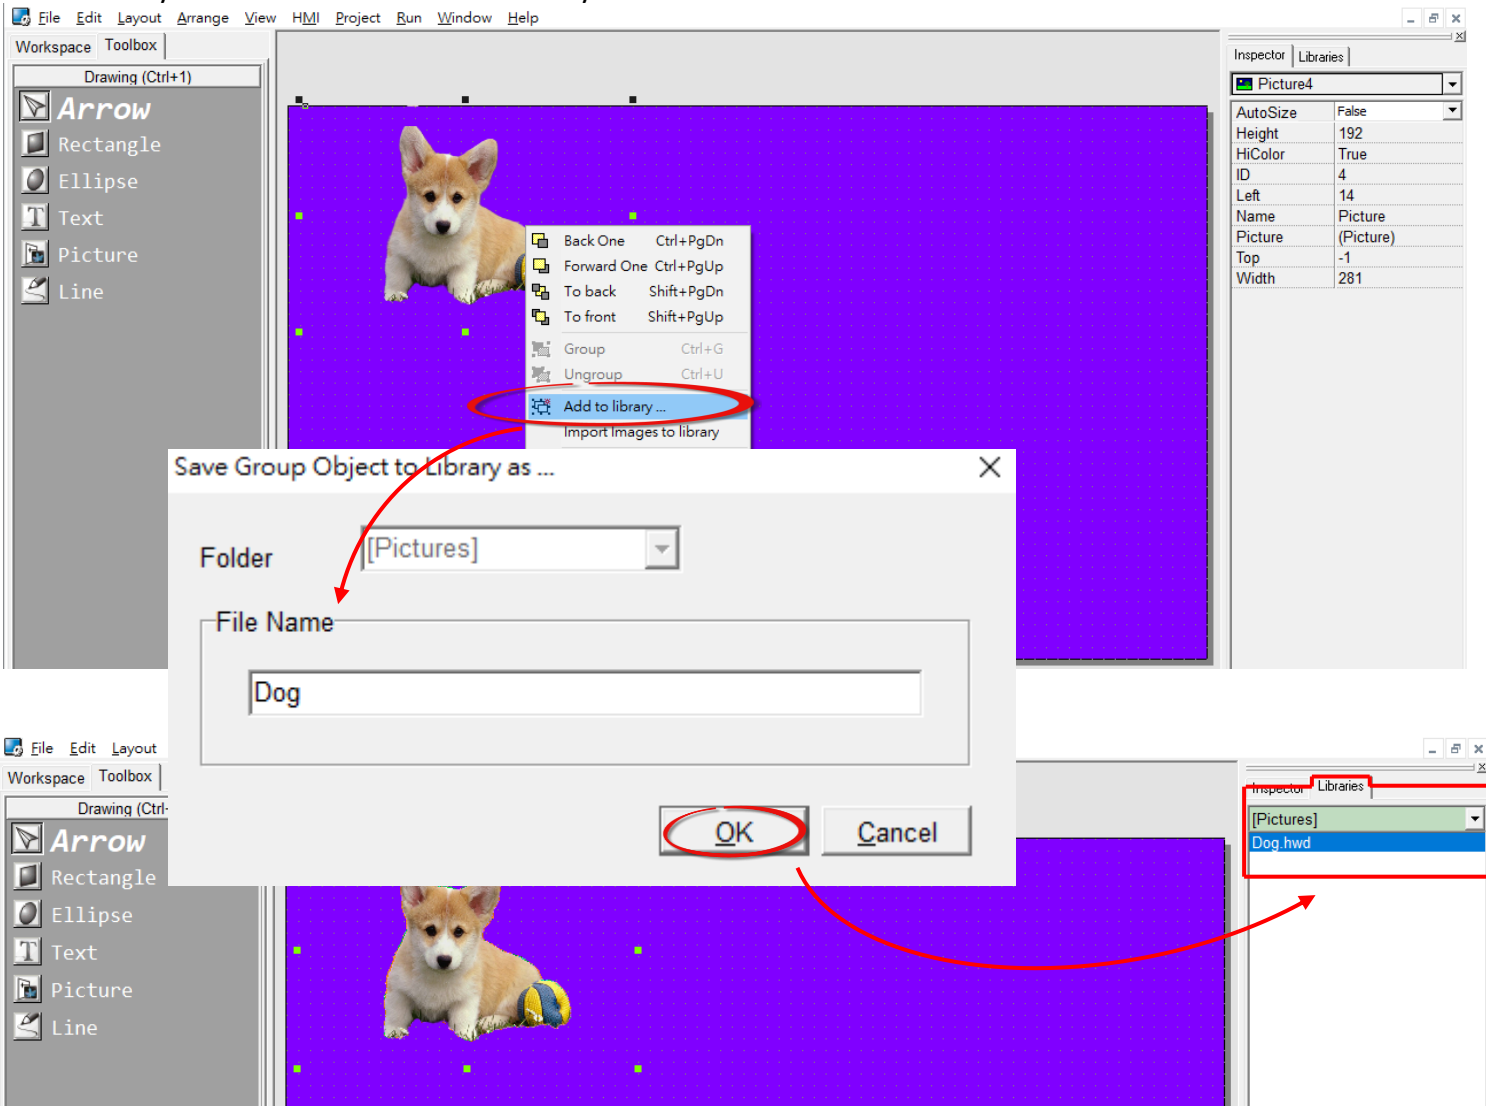 File Edit Layout Arrange View HMI Project Run Window Help
Workspace Toolbox
Drawing (Ctrl+1)
Arrow
Rectangle
Ellipse
Text
Picture
Line
Back One Ctrl+PgDn
Forward One Ctrl+PgUp
To back Shift+PgDn
To front Shift+PgUp
Group Ctrl+G
Ungroup Ctrl+U
Add to library ...
Import Images to library
Inspector Libraries
Picture4
AutoSize False
Height 192
HiColor True
ID 4
Left 14
Name Picture
Picture (Picture)
Top -1
Width 281
Save Group Object to Library as ...
Folder [Pictures]
File Name
Dog
OK Cancel
File Edit Layout
Workspace Toolbox
Drawing (Ctrl-
Arrow
Rectangle
Ellipse
Text
Picture
Line
Inspector Libraries
[Pictures]
Dog.hwd